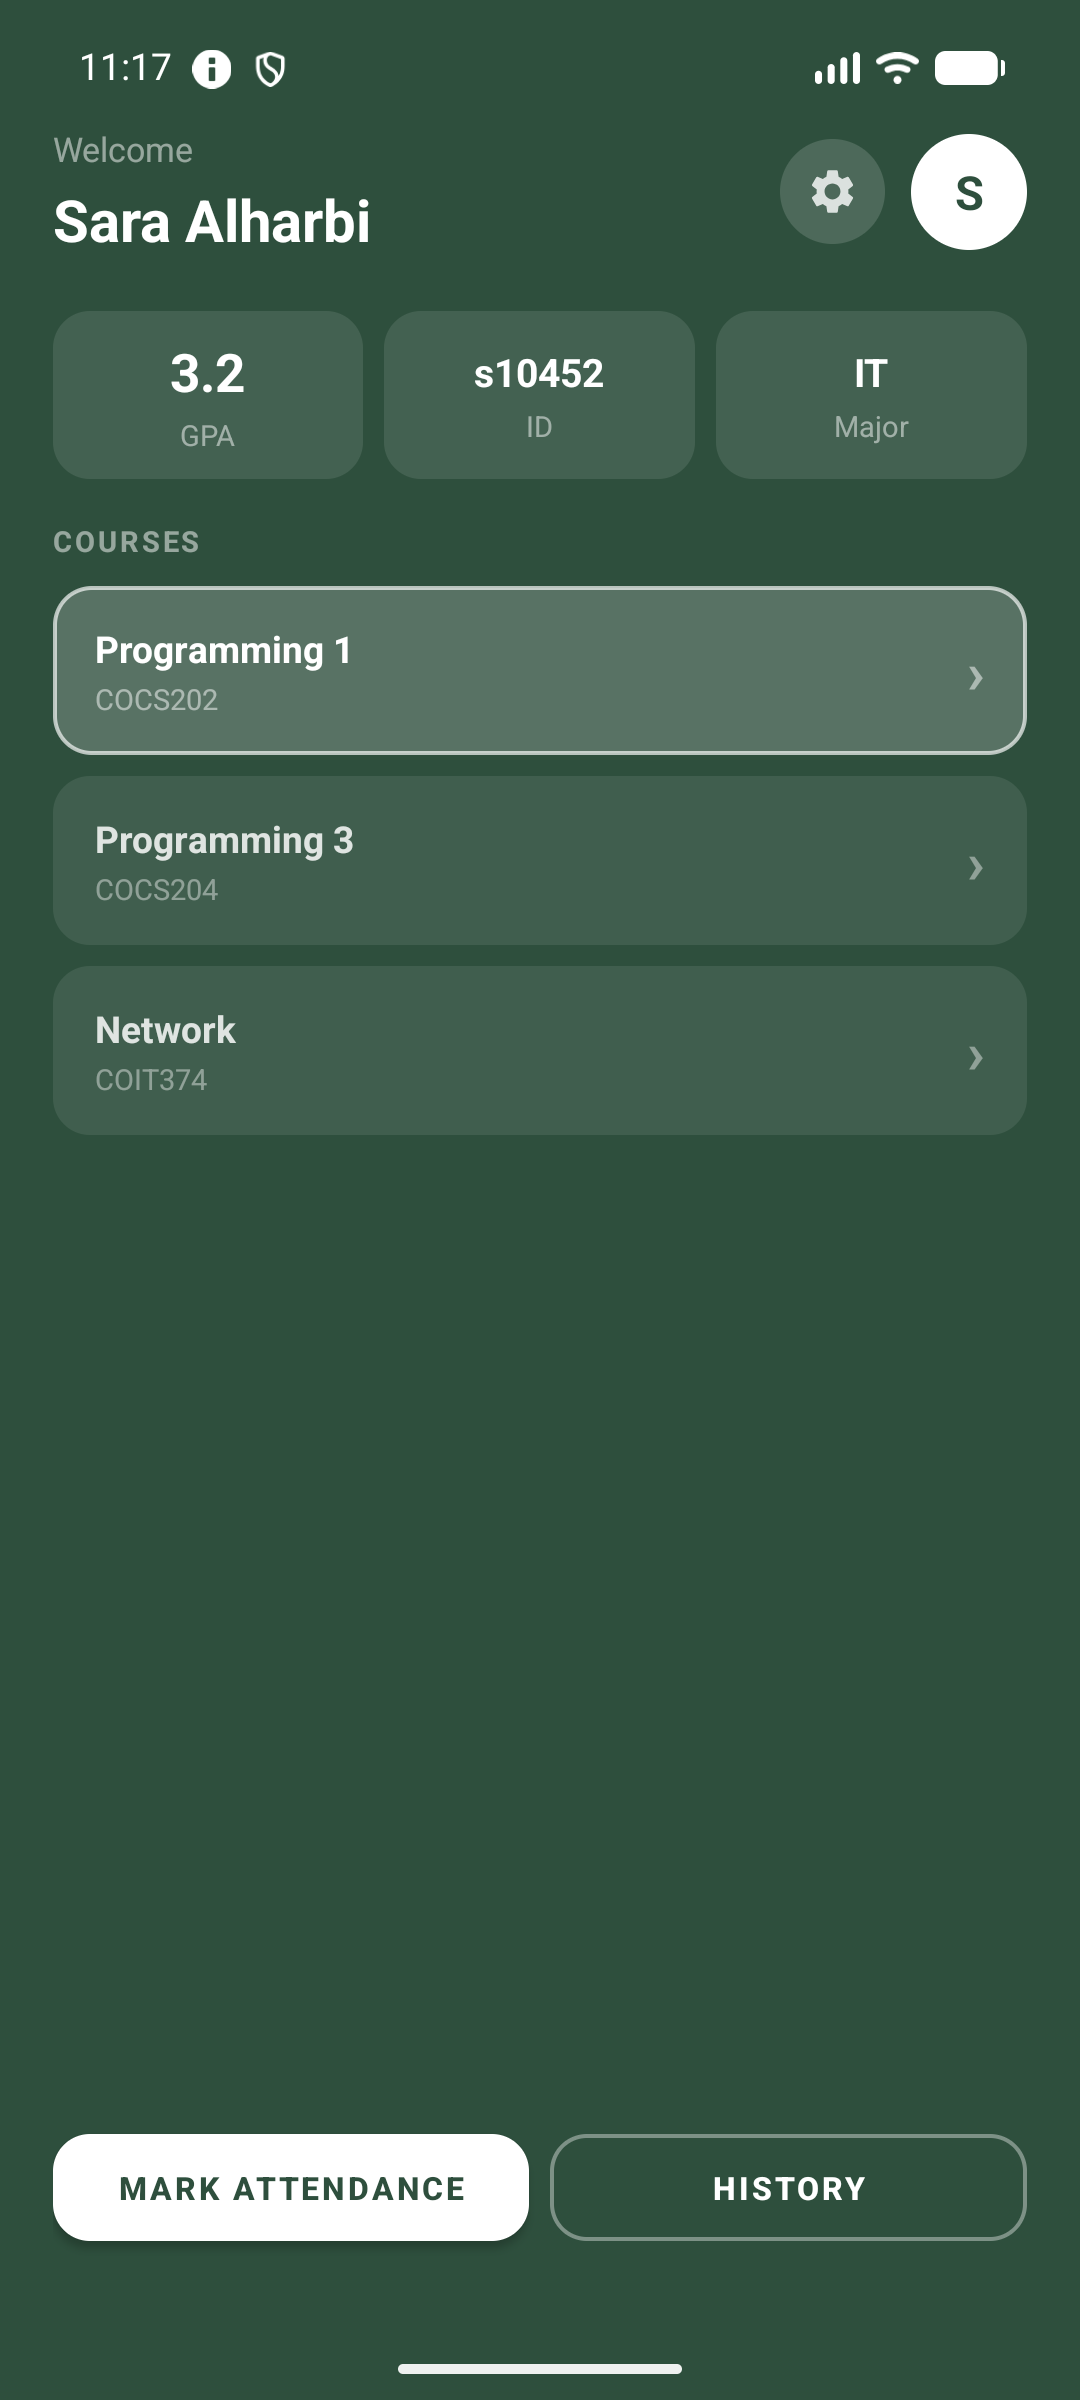 11:17
Welcome
Sara Alharbi
S
3.2
GPA
s10452
ID
IT
Major
COURSES
Programming 1
COCS202
›
Programming 3
COCS204
›
Network
COIT374
›
MARK ATTENDANCE
HISTORY